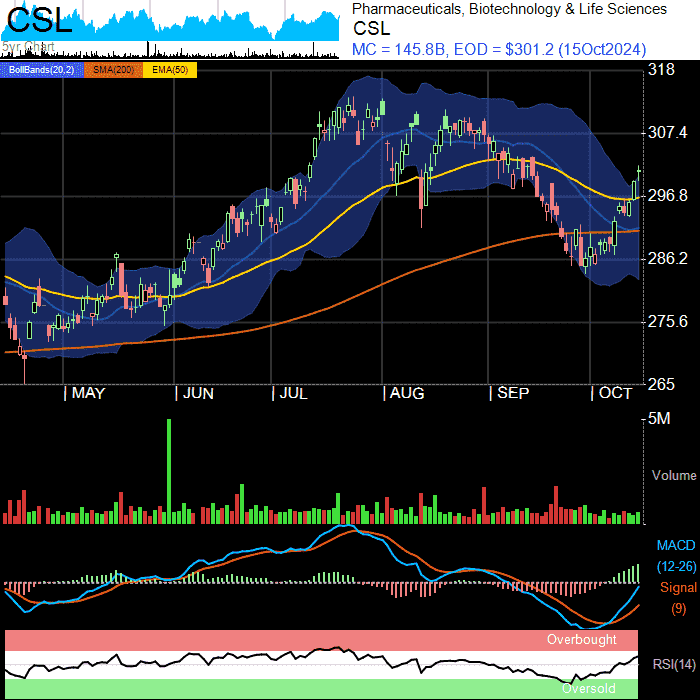 CSL
5yr Chart
Pharmaceuticals, Biotechnology & Life Sciences
CSL
MC = 145.8B, EOD = $301.2 (15Oct2024)
BollBands(20,2) SMA(200) EMA(50)
318
307.4
296.8
286.2
275.6
265
MAY JUN JUL AUG SEP OCT
5M
Volume
MACD
(12-26)
Signal
(9)
Overbought
RSI(14)
Oversold